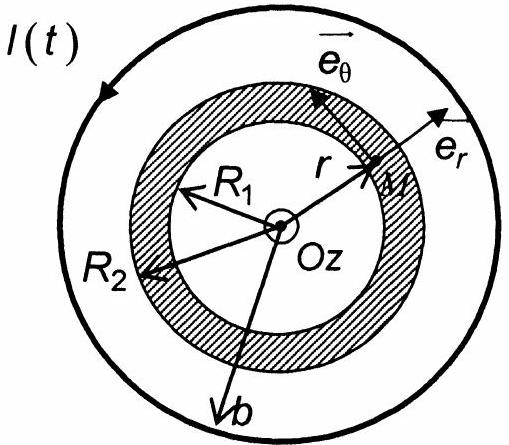 I(t)
e_θ
e_r
r
M
R₁
R₂
Oz
b